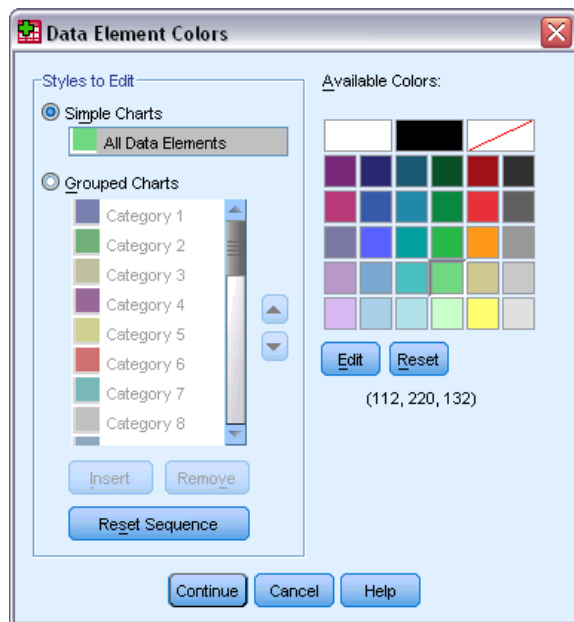 Data Element Colors
Styles to Edit
Simple Charts
All Data Elements
Grouped Charts
Category 1
Category 2
Category 3
Category 4
Category 5
Category 6
Category 7
Category 8
Insert
Remove
Reset Sequence
Available Colors:
Edit
Reset
(112, 220, 132)
Continue
Cancel
Help